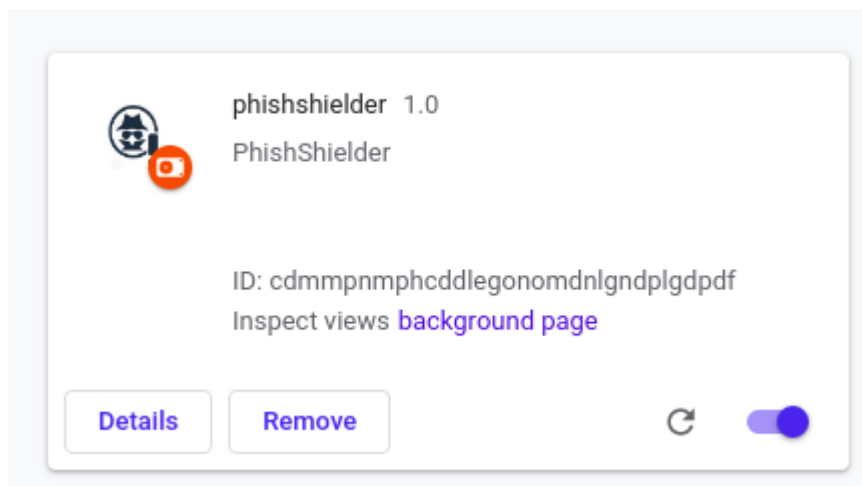 phishshielder 1.0
PhishShielder
ID: cdmmpnmphcddlegonomdnlgndplgdpdf
Inspect views background page
Details Remove